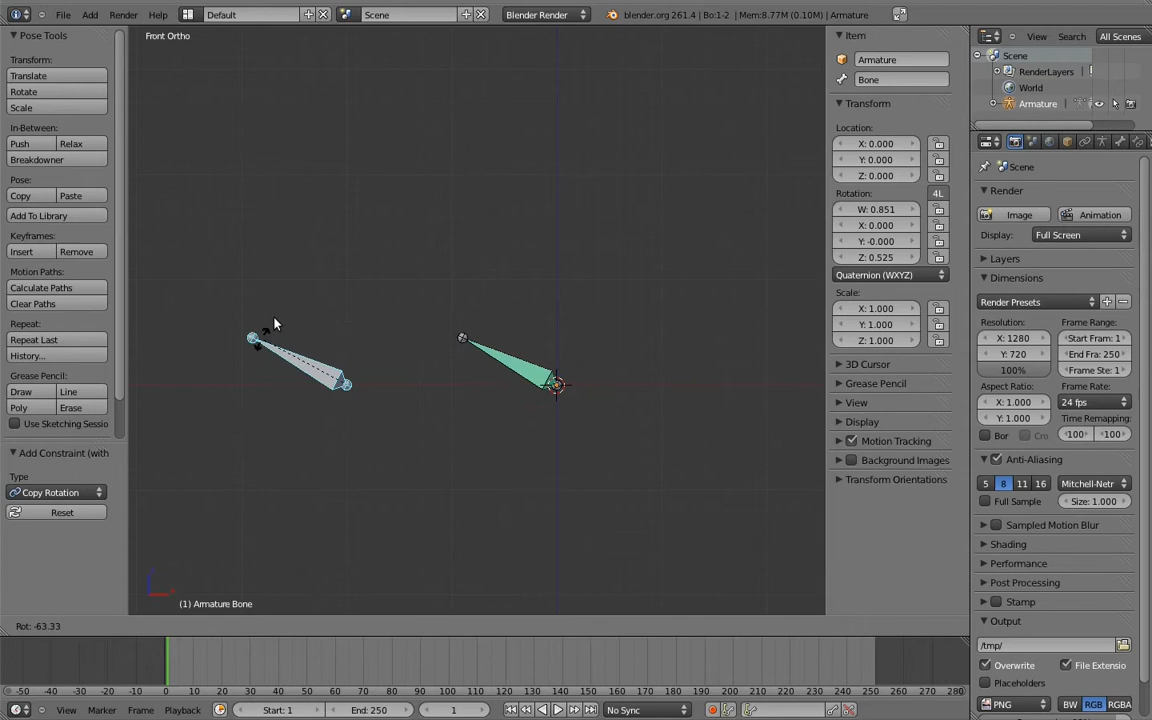 File Add Render Help Default Scene Blender Render blender.org 261.4 | Bo:1-2 | Mem:8.77M (0.10M) | Armature
Pose Tools
Transform:
Translate
Rotate
Scale
In-Between:
Push Relax
Breakdowner
Pose:
Copy Paste
Add To Library
Keyframes:
Insert Remove
Motion Paths:
Calculate Paths
Clear Paths
Repeat:
Repeat Last
History...
Grease Pencil:
Draw Line
Poly Erase
Use Sketching Sessio
Add Constraint (with
Type
Copy Rotation
Reset
Front Ortho
(1) Armature Bone
Rot: -63.33
Item
Armature
Bone
Transform
Location:
X: 0.000
Y: 0.000
Z: 0.000
Rotation: 4L
W: 0.851
X: 0.000
Y: -0.000
Z: 0.525
Quaternion (WXYZ)
Scale:
X: 1.000
Y: 1.000
Z: 1.000
3D Cursor
Grease Pencil
View
Display
Motion Tracking
Background Images
Transform Orientations
View Search All Scenes
Scene
RenderLayers
World
Armature
Scene
Render
Image Animation
Display: Full Screen
Layers
Dimensions
Render Presets
Resolution: Frame Range:
X: 1280 Start Fram: 1
Y: 720 End Fra: 250
100% Frame Ste: 1
Aspect Ratio: Frame Rate:
X: 1.000 24 fps
Y: 1.000 Time Remapping:
Bor Cro 100 100
Anti-Aliasing
5 8 11 16 Mitchell-Netr
Full Sample Size: 1.000
Sampled Motion Blur
Shading
Performance
Post Processing
Stamp
Output
/tmp/
Overwrite File Extensio
Placeholders
PNG BW RGB RGBA
-50 -40 -30 -20 -10 0 10 20 30 40 50 60 70 80 90 100 110 120 130 140 150 160 170 180 190 200 210 220 230 240 250 260 270 280
View Marker Frame Playback Start: 1 End: 250 1 No Sync